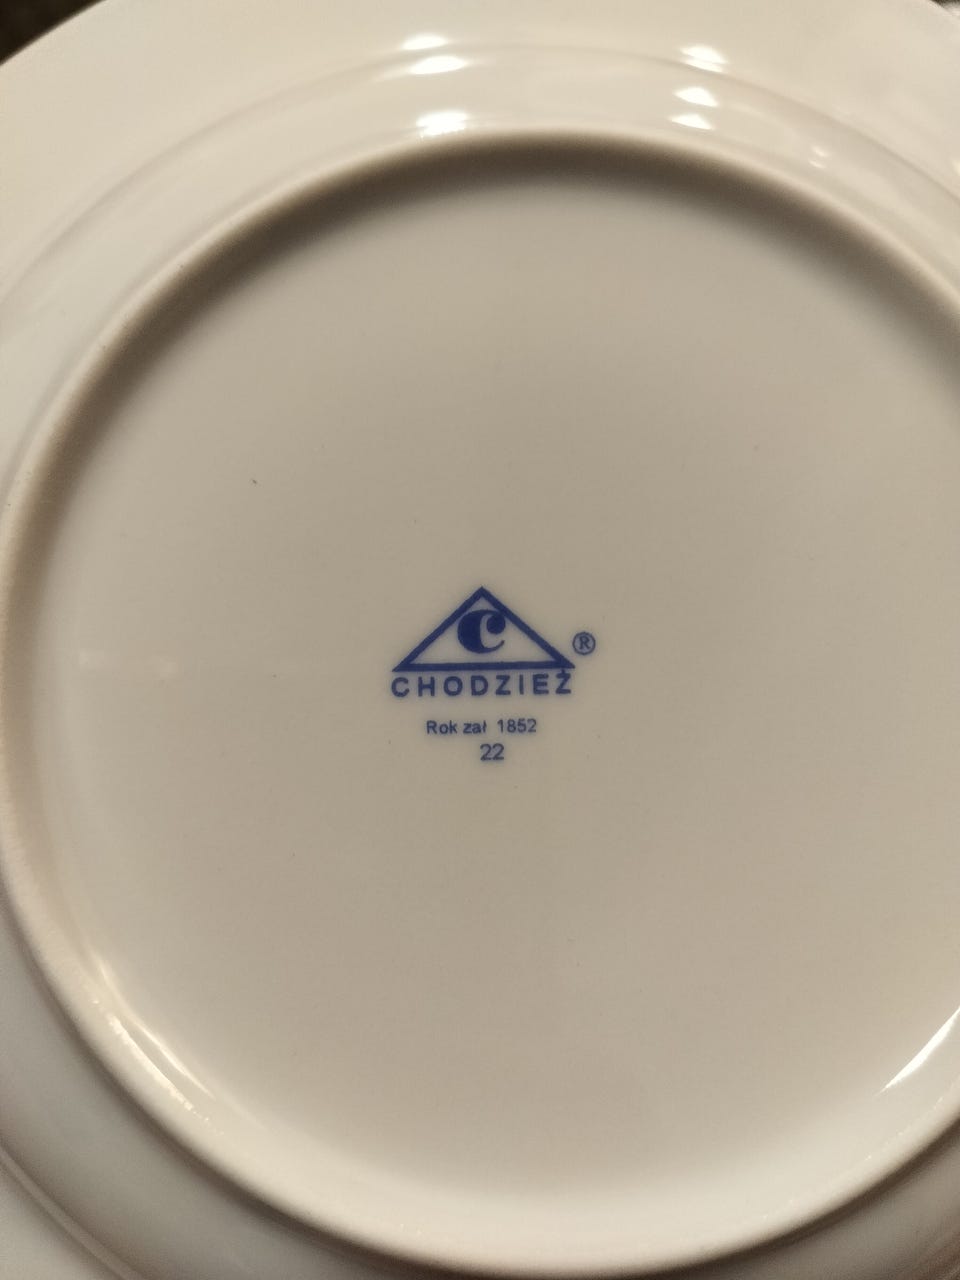 C ®
CHODZIEŻ
Rok zał 1852
22